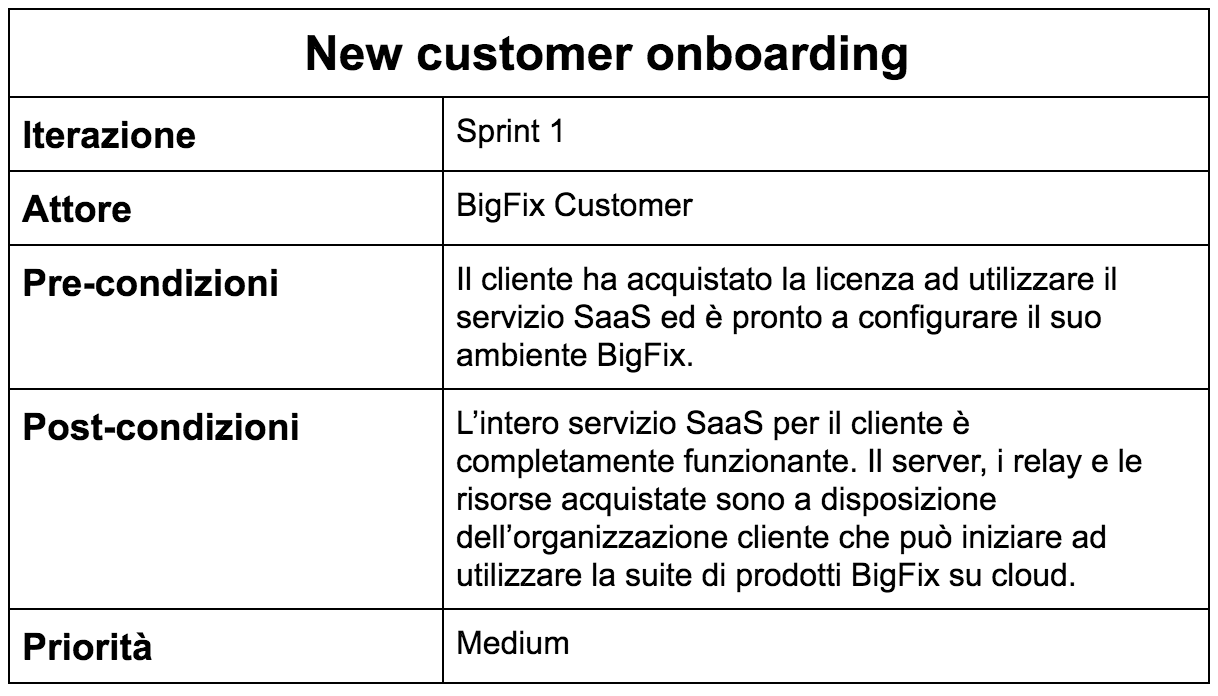 New customer onboarding
Iterazione
Sprint 1
Attore
BigFix Customer
Pre-condizioni
Il cliente ha acquistato la licenza ad utilizzare il
servizio SaaS ed è pronto a configurare il suo
ambiente BigFix.
Post-condizioni
L’intero servizio SaaS per il cliente è
completamente funzionante. Il server, i relay e le
risorse acquistate sono a disposizione
dell’organizzazione cliente che può iniziare ad
utilizzare la suite di prodotti BigFix su cloud.
Priorità
Medium